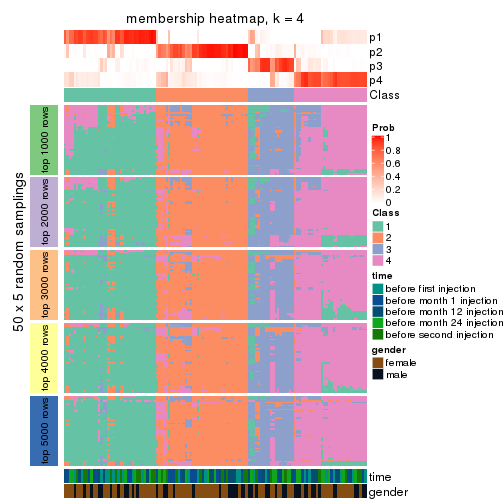 membership heatmap, k = 4
p1
p2
p3
p4
Class
50 x 5 random samplings
top 1000 rows
top 2000 rows
top 3000 rows
top 4000 rows
top 5000 rows
time
gender
Prob
1
0.8
0.6
0.4
0.2
0
Class
1
2
3
4
time
before first injection
before month 1 injection
before month 12 injection
before month 24 injection
before second injection
gender
female
male